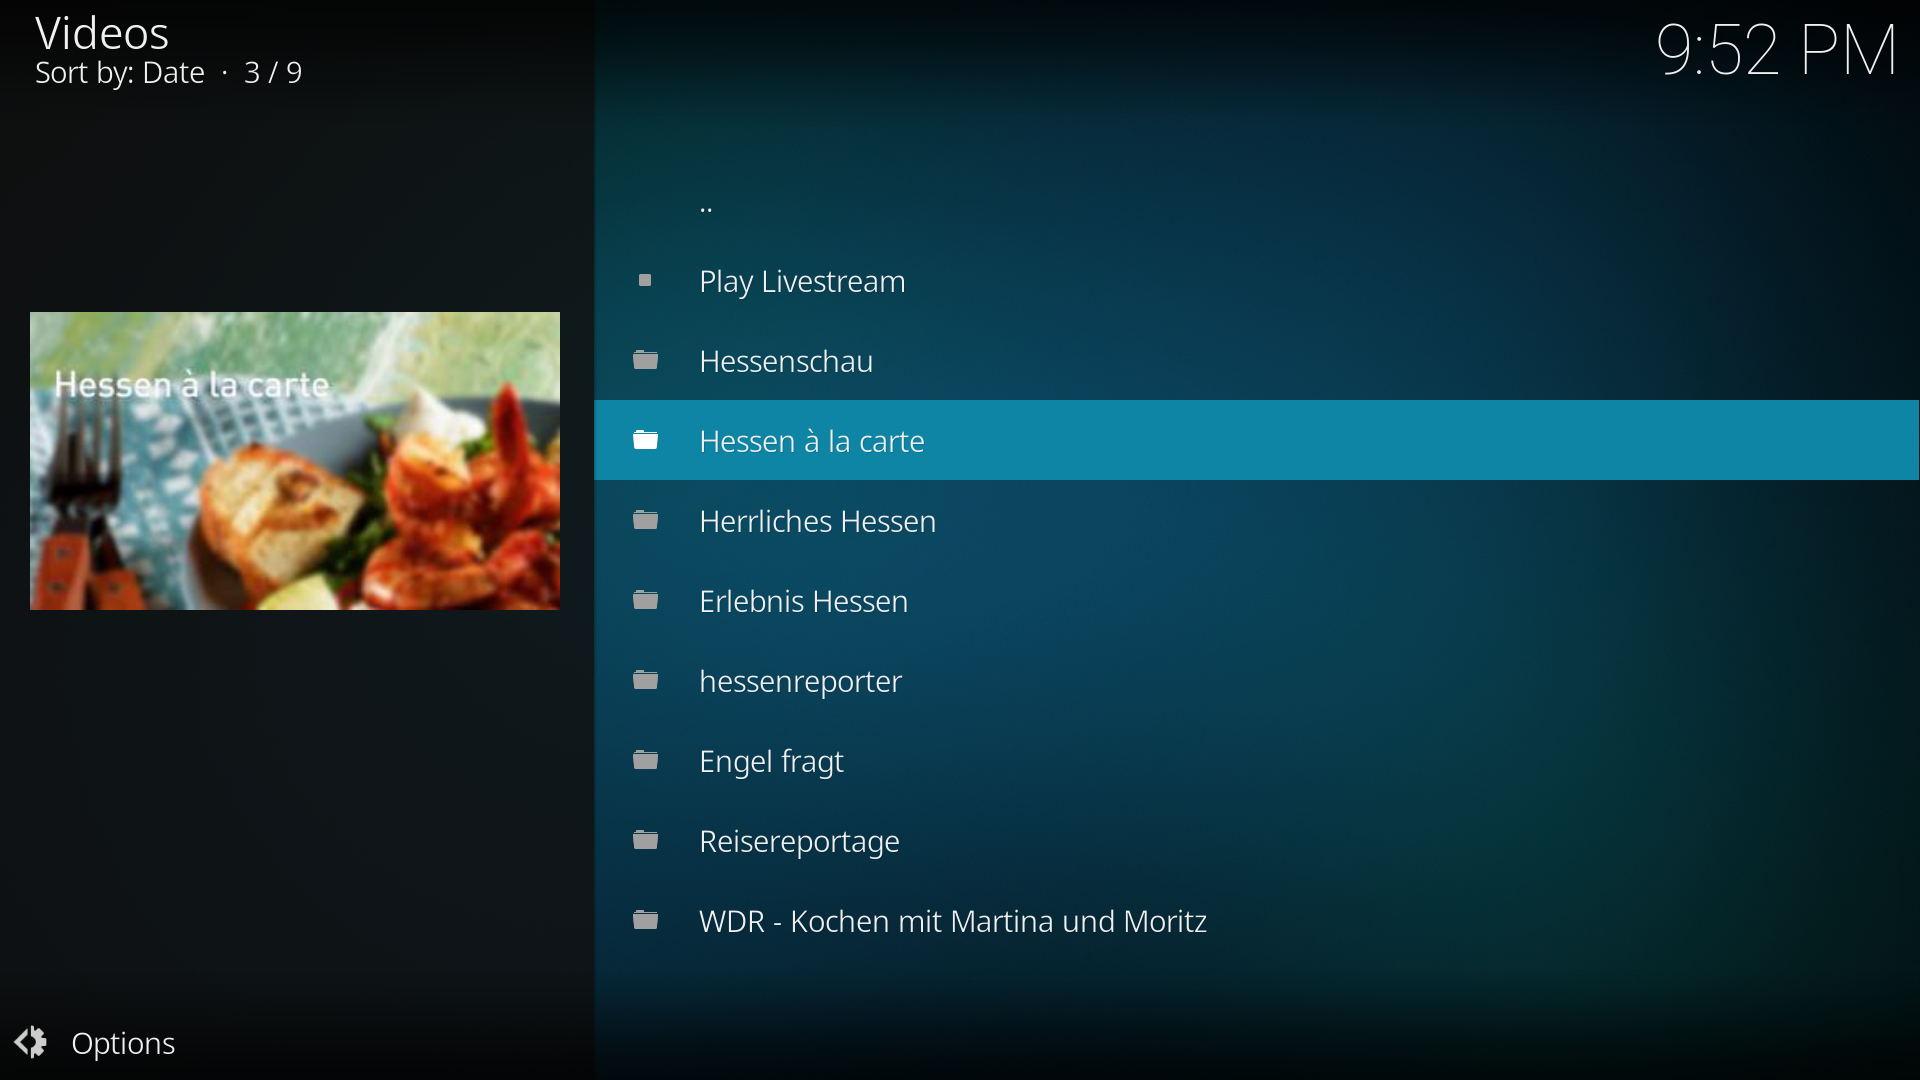 Videos
Sort by: Date · 3 / 9
9:52 PM
..
Play Livestream
Hessenschau
Hessen à la carte
Hessen à la carte
Herrliches Hessen
Erlebnis Hessen
hessenreporter
Engel fragt
Reisereportage
WDR - Kochen mit Martina und Moritz
Options